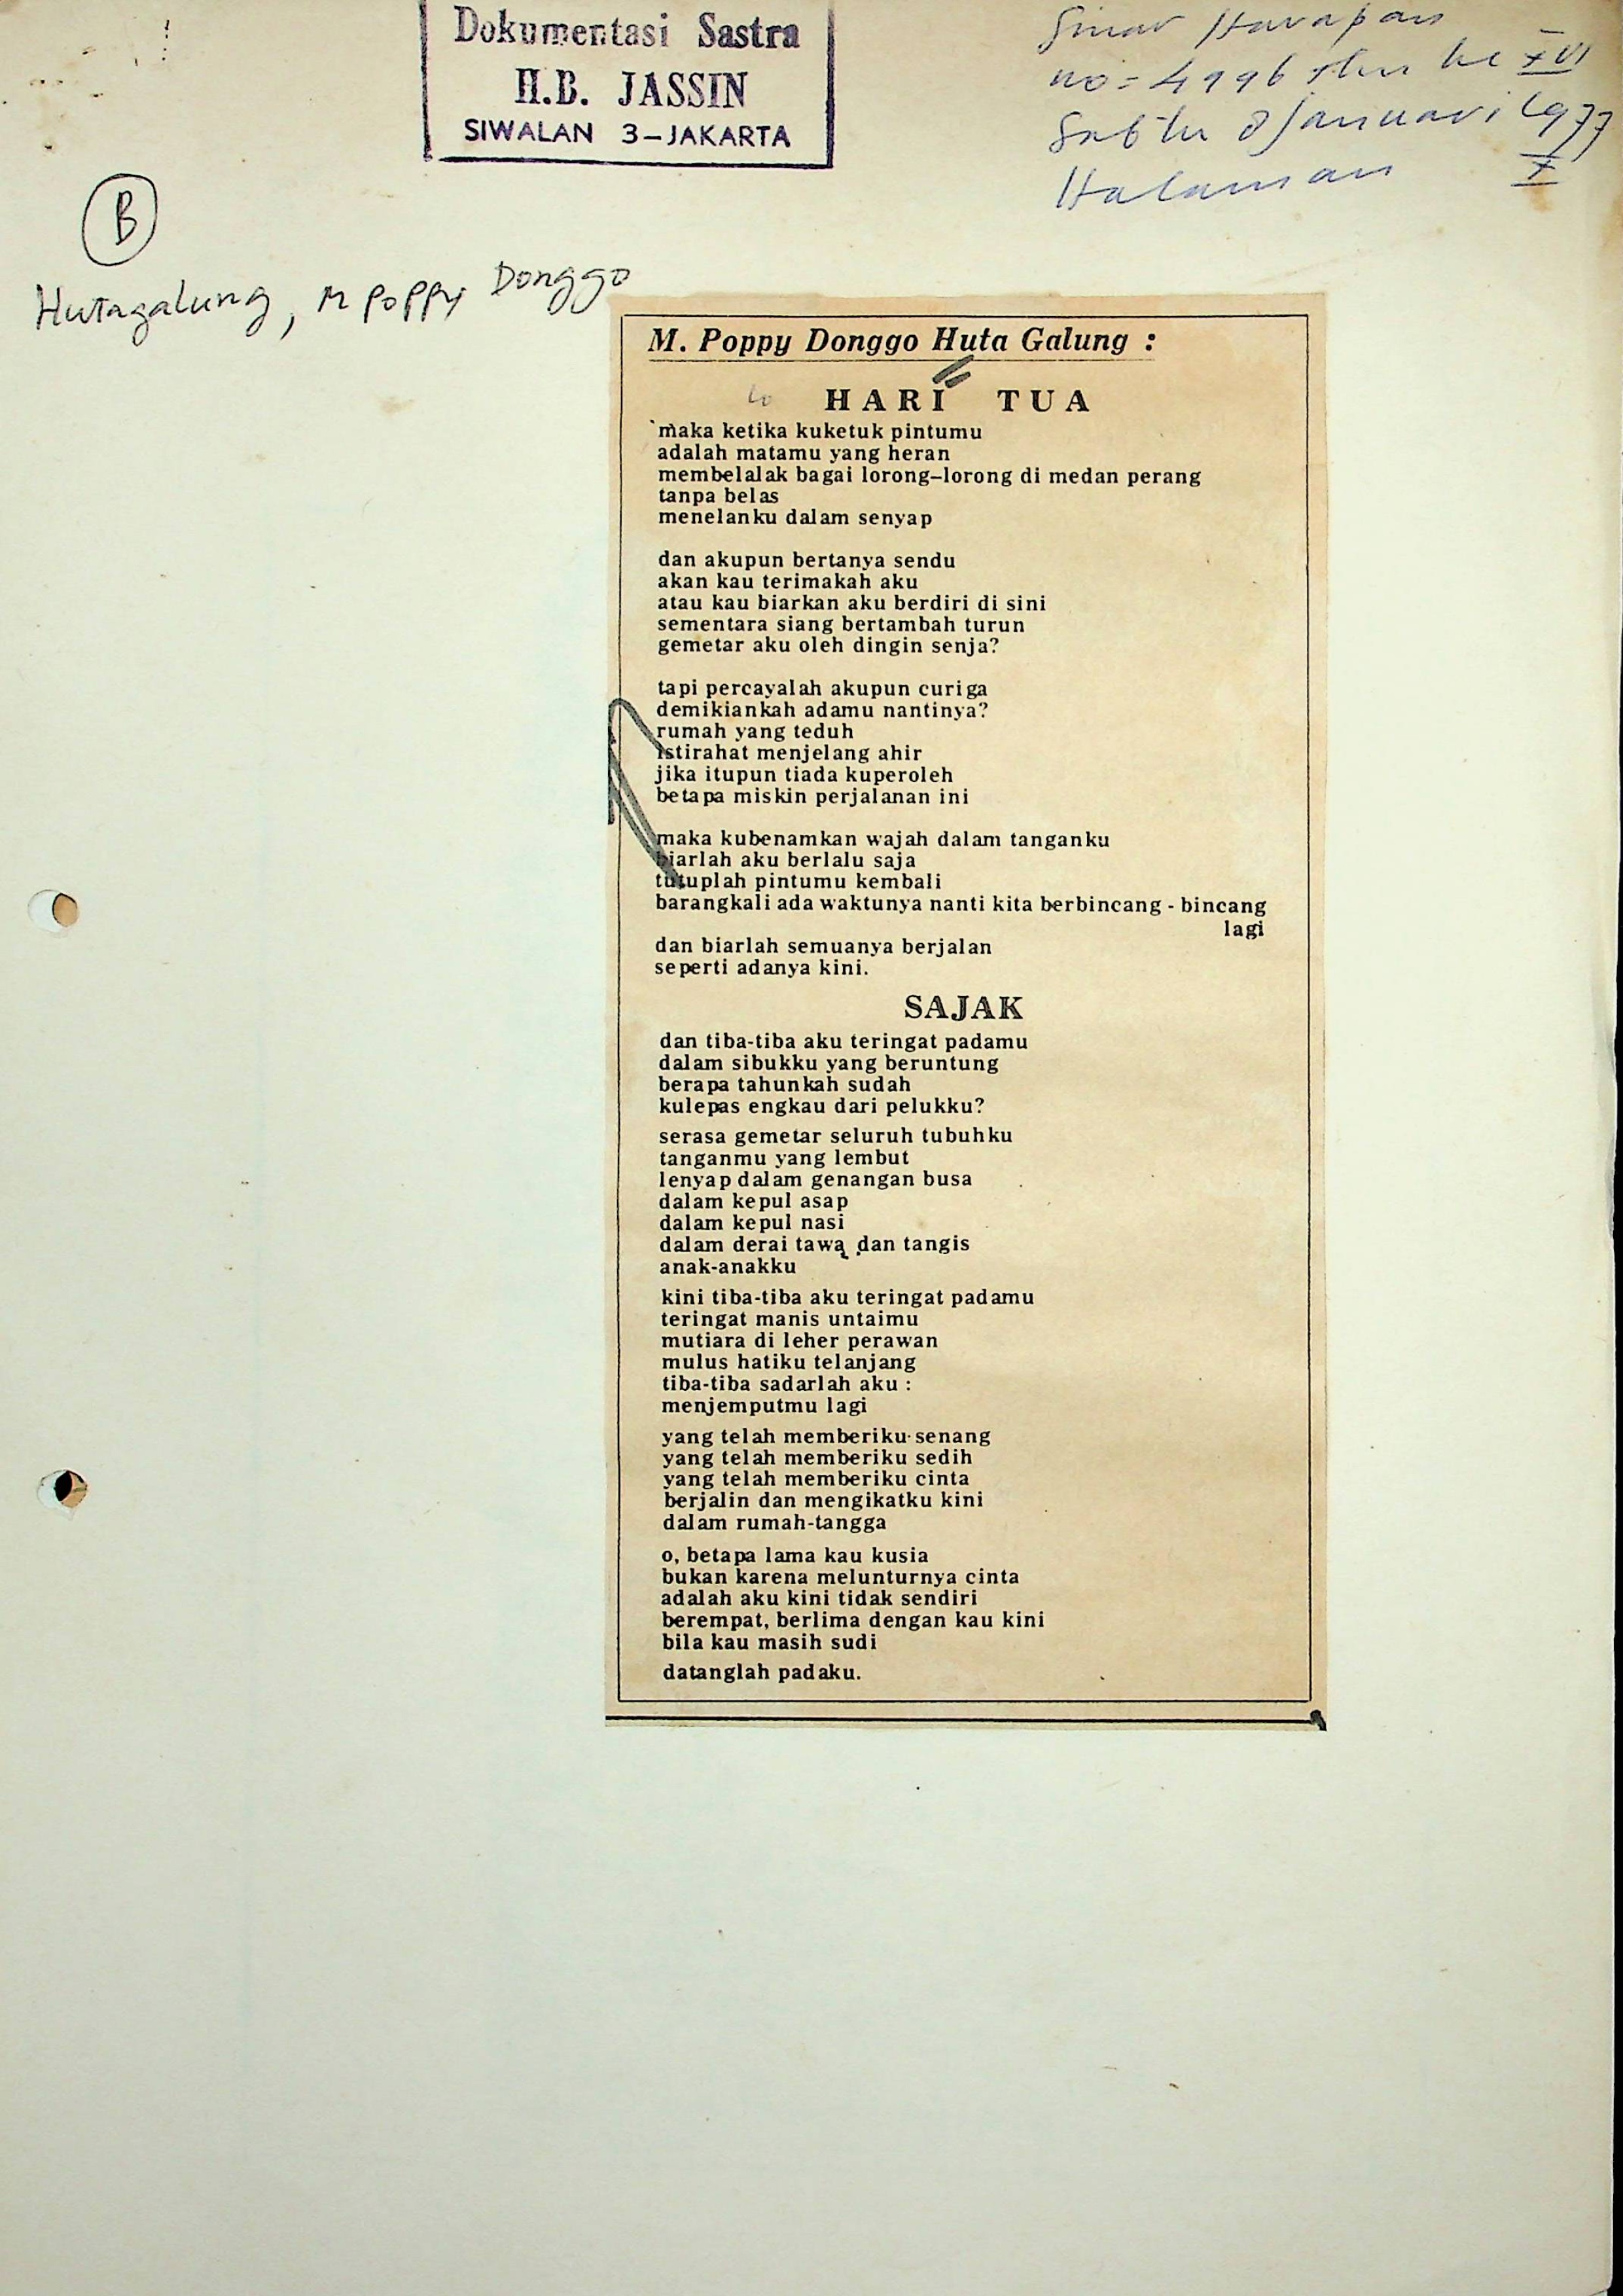 Dokumentasi Sastra
H.B. JASSIN
SIWALAN 3-JAKARTA
Sinar Harapan
no = 4996 thn ke XVI
Sabtu 8 Januari 1977
Halaman X
B
Hutagalung, M Poppy Donggo
M. Poppy Donggo Huta Galung :
HARI TUA
maka ketika kuketuk pintumu
adalah matamu yang heran
membelalak bagai lorong-lorong di medan perang
tanpa belas
menelanku dalam senyap
dan akupun bertanya sendu
akan kau terimakah aku
atau kau biarkan aku berdiri di sini
sementara siang bertambah turun
gemetar aku oleh dingin senja?
tapi percayalah akupun curiga
demikiankah adamu nantinya?
rumah yang teduh
istirahat menjelang ahir
jika itupun tiada kuperoleh
betapa miskin perjalanan ini
maka kubenamkan wajah dalam tanganku
biarlah aku berlalu saja
tutuplah pintumu kembali
barangkali ada waktunya nanti kita berbincang - bincang
lagi
dan biarlah semuanya berjalan
seperti adanya kini.
SAJAK
dan tiba-tiba aku teringat padamu
dalam sibukku yang beruntung
berapa tahunkah sudah
kulepas engkau dari pelukku?
serasa gemetar seluruh tubuhku
tanganmu yang lembut
lenyap dalam genangan busa
dalam kepul asap
dalam kepul nasi
dalam derai tawa dan tangis
anak-anakku
kini tiba-tiba aku teringat padamu
teringat manis untaimu
mutiara di leher perawan
mulus hatiku telanjang
tiba-tiba sadarlah aku :
menjemputmu lagi
yang telah memberiku senang
yang telah memberiku sedih
yang telah memberiku cinta
berjalin dan mengikatku kini
dalam rumah-tangga
o, betapa lama kau kusia
bukan karena melunturnya cinta
adalah aku kini tidak sendiri
berempat, berlima dengan kau kini
bila kau masih sudi
datanglah padaku.